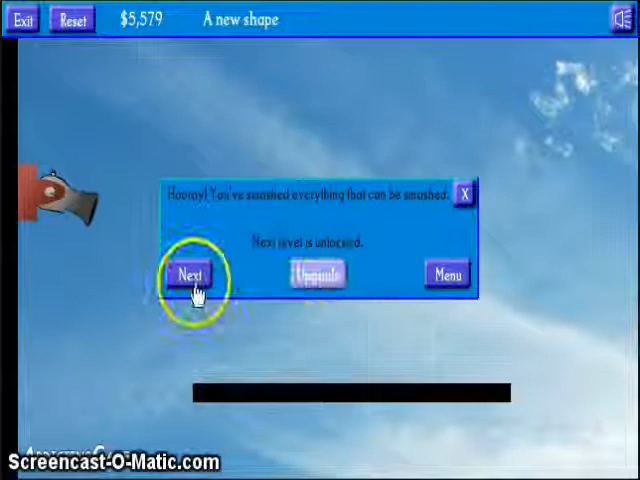 Exit Reset $5,579 A new shape
Hooray! You've smashed everything that can be smashed. X
Next level is unlocked.
Next Upgrade Menu
Screencast-O-Matic.com